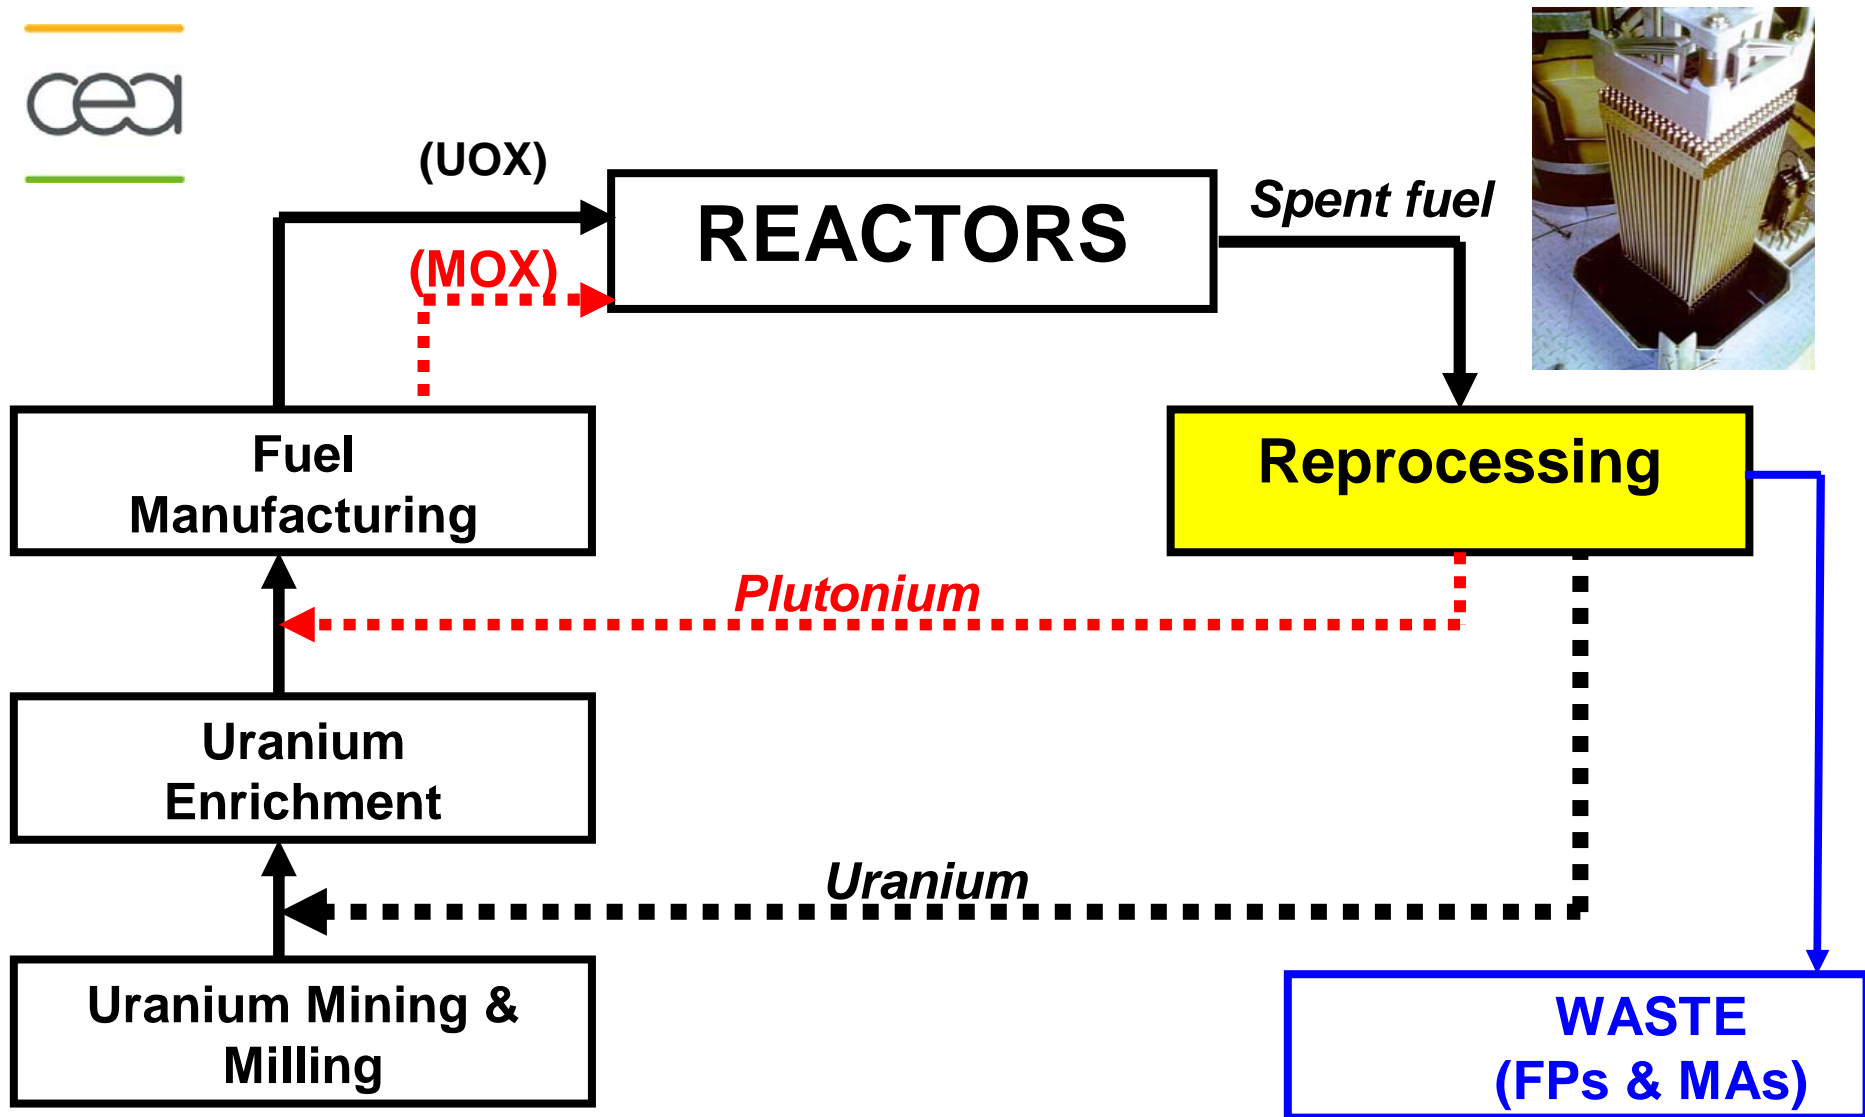 cea
(UOX)
REACTORS
Spent fuel
(MOX)
Fuel
Manufacturing
Reprocessing
Plutonium
Uranium
Enrichment
Uranium
Uranium Mining &
Milling
WASTE
(FPs & MAs)